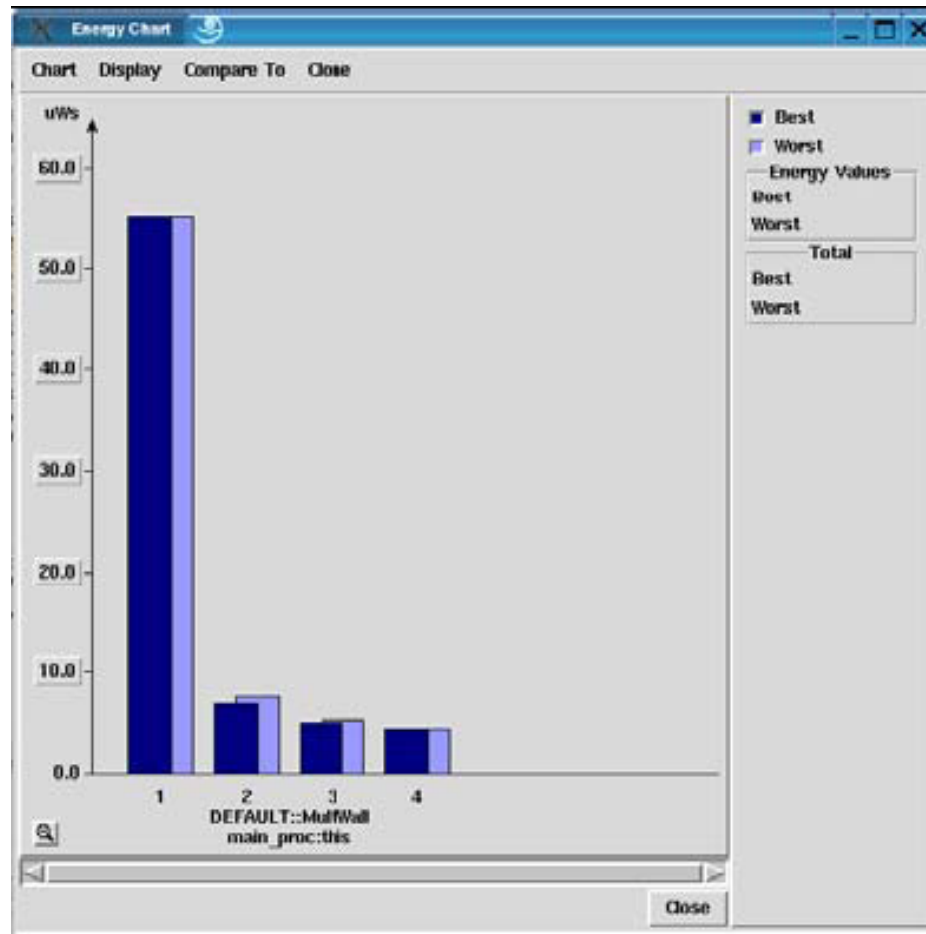 Energy Chart
Chart Display Compare To Close
uWs
60.0
50.0
40.0
30.0
20.0
10.0
0.0
1 2 3 4
DEFAULT::MultWall
main_proc::this
Best
Worst
Energy Values
Best
Worst
Total
Best
Worst
Close